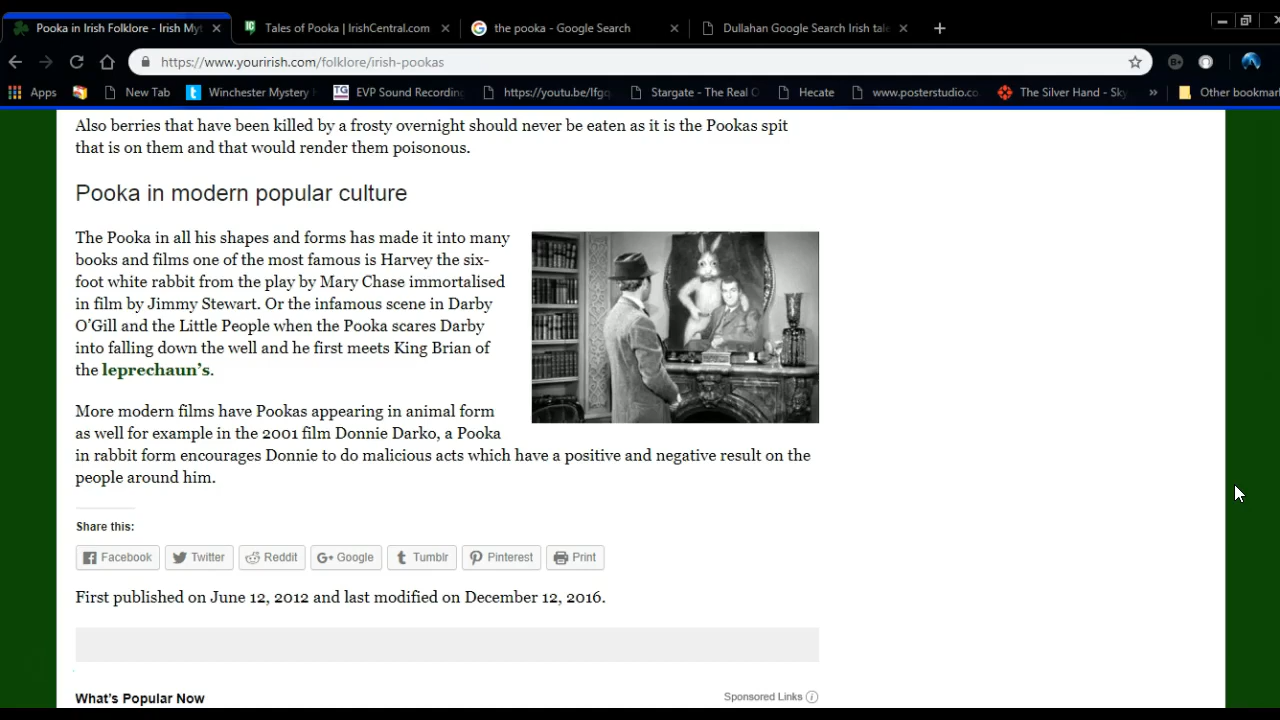 Pooka in Irish Folklore - Irish Myt
Tales of Pooka | IrishCentral.com
the pooka - Google Search
Dullahan Google Search Irish tale
https://www.yourirish.com/folklore/irish-pookas
Apps
New Tab
Winchester Mystery
EVP Sound Recording
https://youtu.be/lfgq
Stargate - The Real
Hecate
www.posterstudio.co
The Silver Hand - Sky
»
Other bookmar
Also berries that have been killed by a frosty overnight should never be eaten as it is the Pookas spit
that is on them and that would render them poisonous.
Pooka in modern popular culture
The Pooka in all his shapes and forms has made it into many
books and films one of the most famous is Harvey the six-
foot white rabbit from the play by Mary Chase immortalised
in film by Jimmy Stewart. Or the infamous scene in Darby
O’Gill and the Little People when the Pooka scares Darby
into falling down the well and he first meets King Brian of
the leprechaun’s.
More modern films have Pookas appearing in animal form
as well for example in the 2001 film Donnie Darko, a Pooka
in rabbit form encourages Donnie to do malicious acts which have a positive and negative result on the
people around him.
Share this:
Facebook
Twitter
Reddit
Google
Tumblr
Pinterest
Print
First published on June 12, 2012 and last modified on December 12, 2016.
What's Popular Now
Sponsored Links